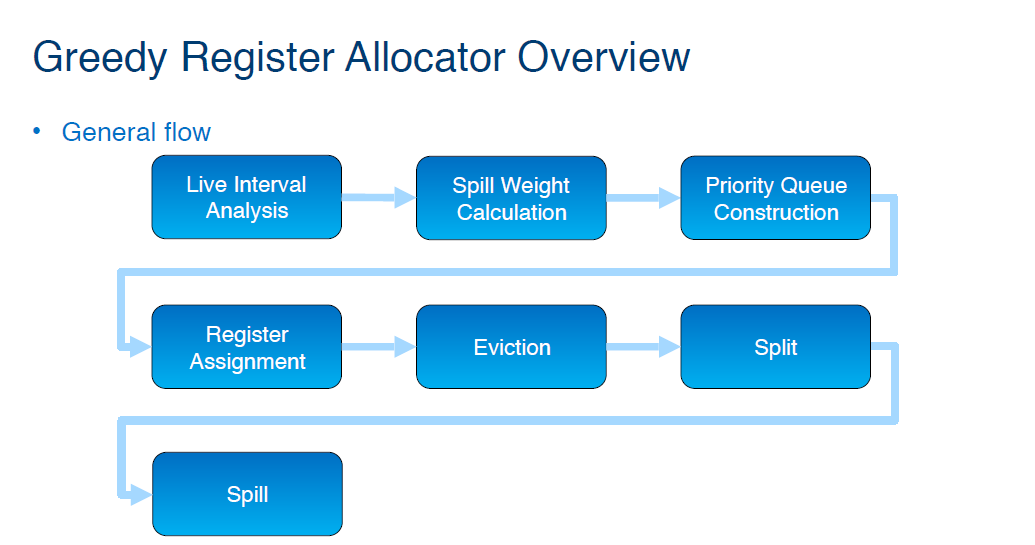 Greedy Register Allocator Overview
• General flow
Live Interval
Analysis
Spill Weight
Calculation
Priority Queue
Construction
Register
Assignment
Eviction
Split
Spill